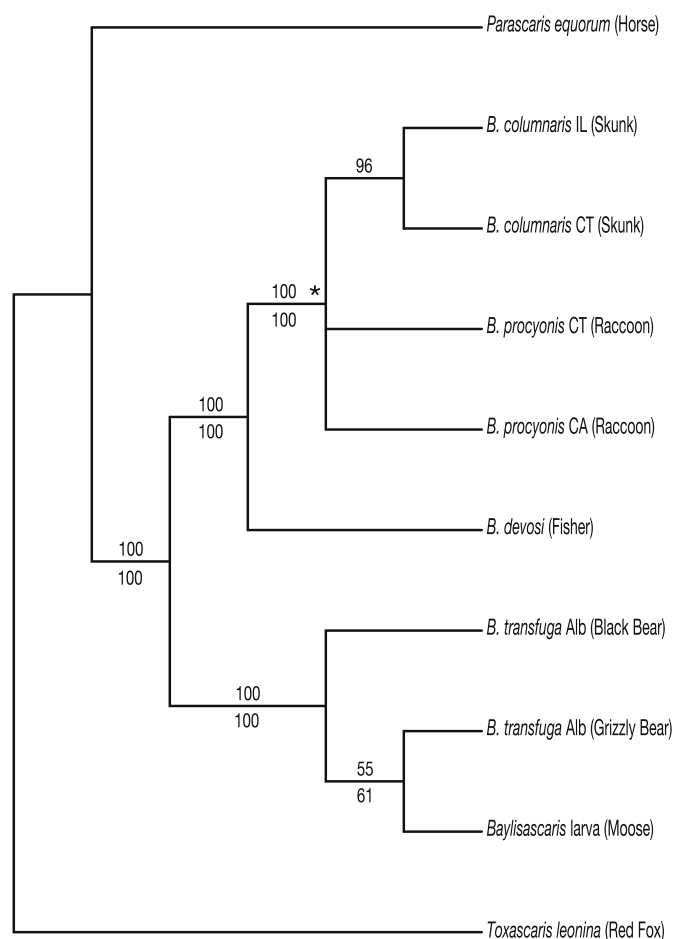 Parascaris equorum (Horse)
B. columnaris IL (Skunk)
96
B. columnaris CT (Skunk)
100 *
100
B. procyonis CT (Raccoon)
100
100
B. procyonis CA (Raccoon)
B. devosi (Fisher)
100
100
B. transfuga Alb (Black Bear)
100
100
B. transfuga Alb (Grizzly Bear)
55
61
Baylisascaris larva (Moose)
Toxascaris leonina (Red Fox)